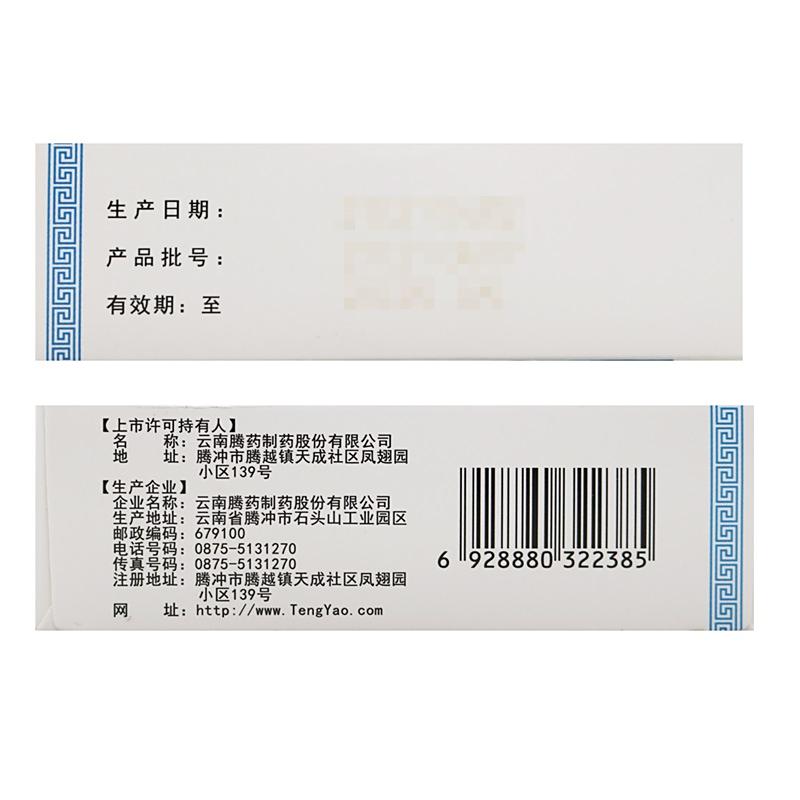 生产日期：
产品批号：
有效期：至
【上市许可持有人】
名 称：云南腾药制药股份有限公司
地 址：腾冲市腾越镇天成社区凤翅园
小区139号
【生产企业】
企业名称：云南腾药制药股份有限公司
生产地址：云南省腾冲市石头山工业园区
邮政编码：679100
电话号码：0875-5131270
传真号码：0875-5131270
注册地址：腾冲市腾越镇天成社区凤翅园
小区139号
网 址：http://www.TengYao.com
6 928880 322385